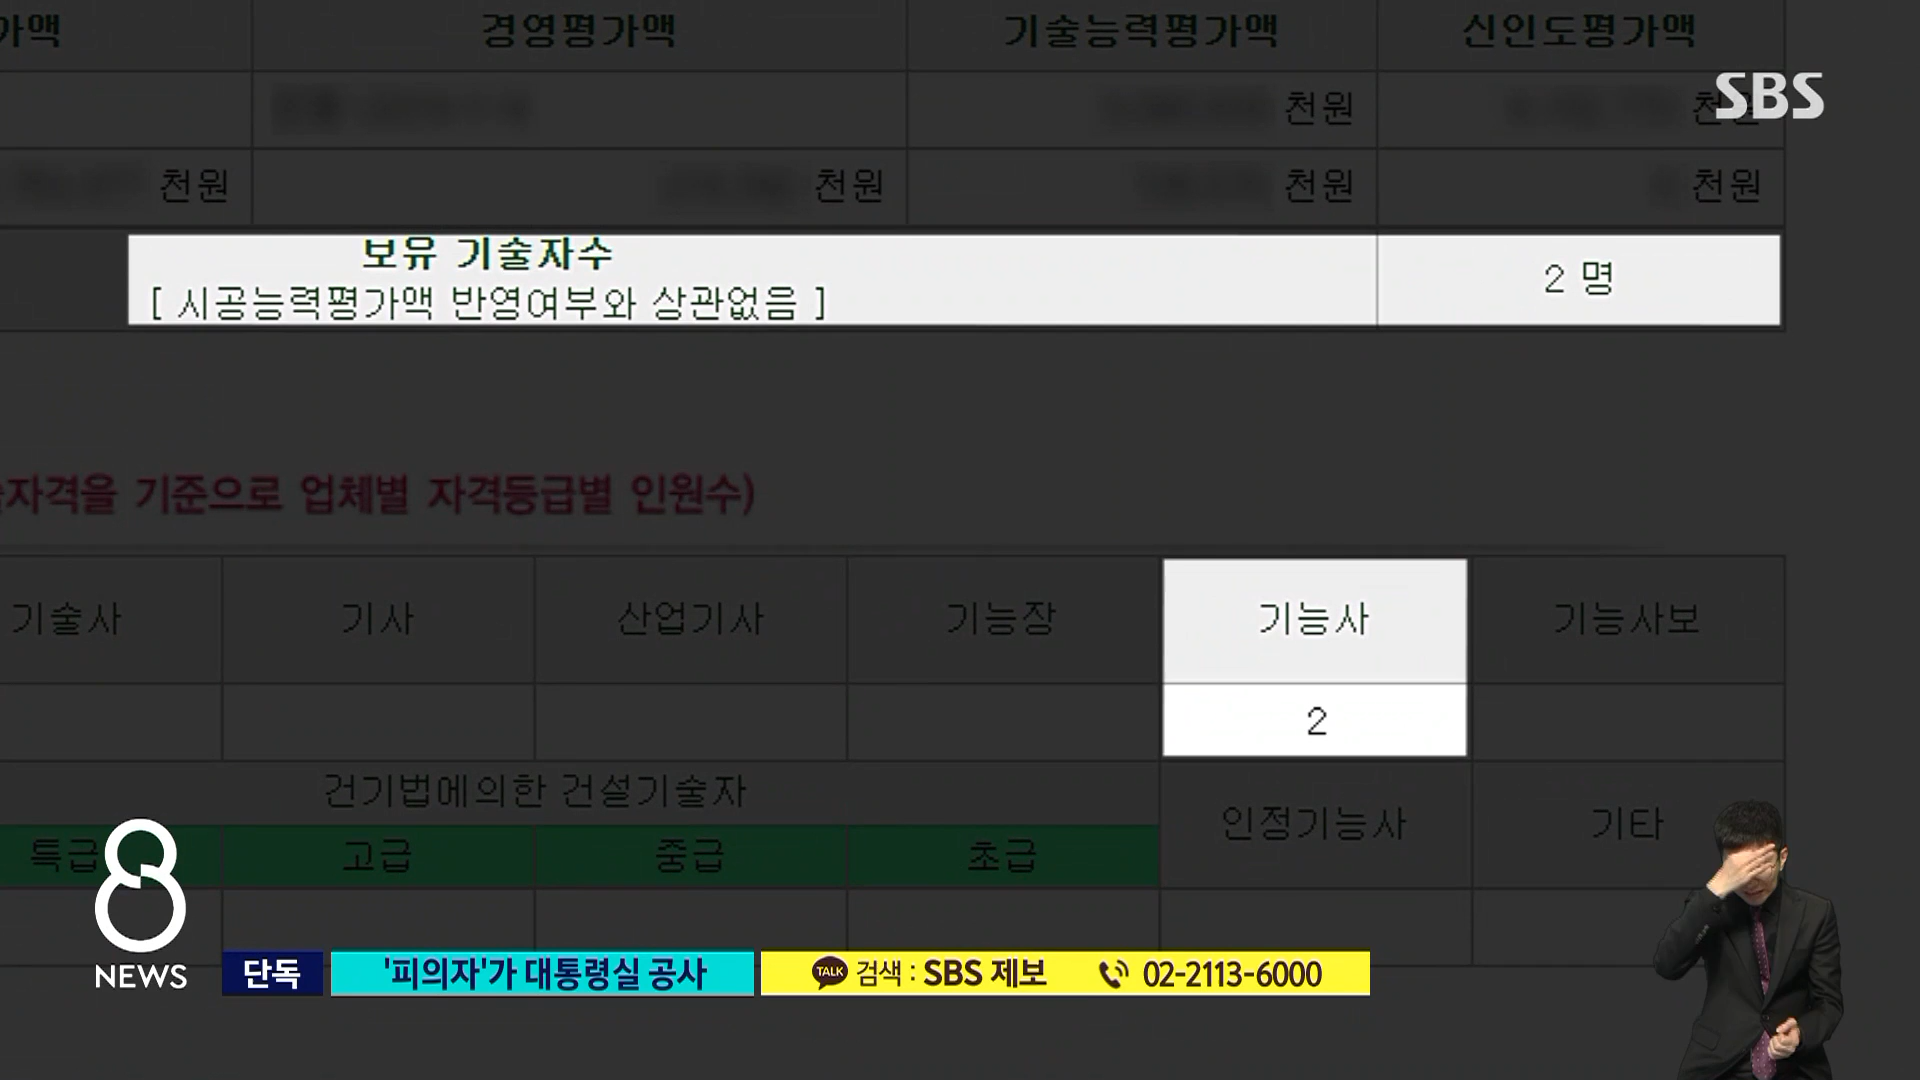 가액 경영평가액 기술능력평가액 신인도평가액
천원 천원
SBS
천원 천원 천원 천원
보유 기술자수 2 명
[ 시공능력평가액 반영여부와 상관없음 ]
술자격을 기준으로 업체별 자격등급별 인원수)
기술사 기사 산업기사 기능장 기능사 기능사보
2
건기법에의한 건설기술자 인정기능사 기타
특급 고급 중급 초급
8
NEWS
단독 '피의자'가 대통령실 공사 TALK 검색 : SBS 제보 02-2113-6000